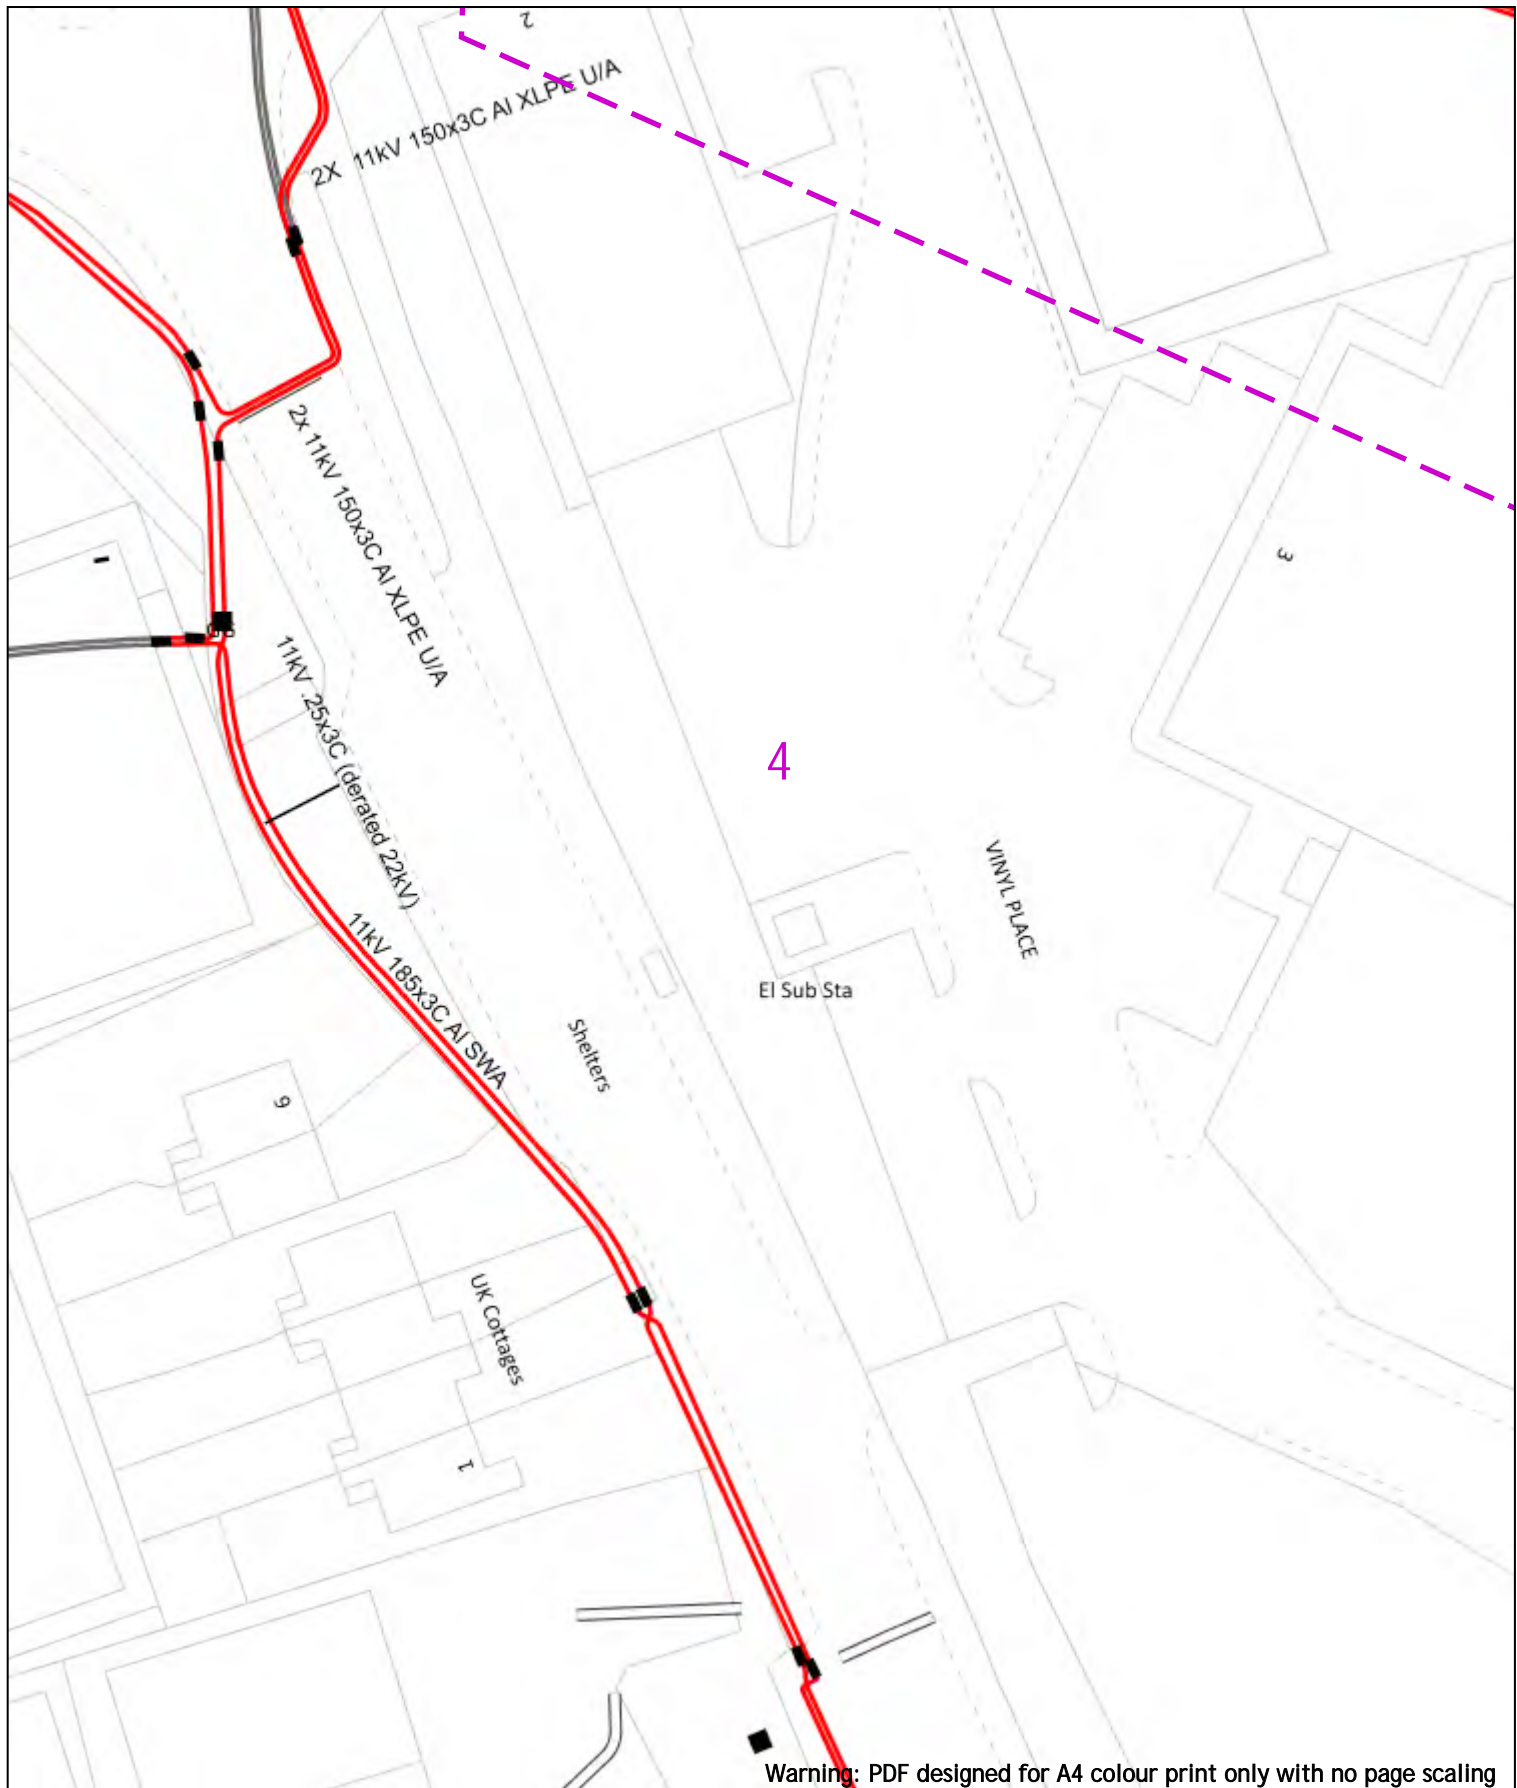 2
2X 11kV 150x3C Al XLPE U/A
2x 11kV 150x3C Al XLPE U/A
3
1
11kV .25x3C (derated 22kV)
4
VINYL PLACE
11kV 185x3C Al SWA
El Sub Sta
Shelters
9
UK Cottages
1
Warning: PDF designed for A4 colour print only with no page scaling